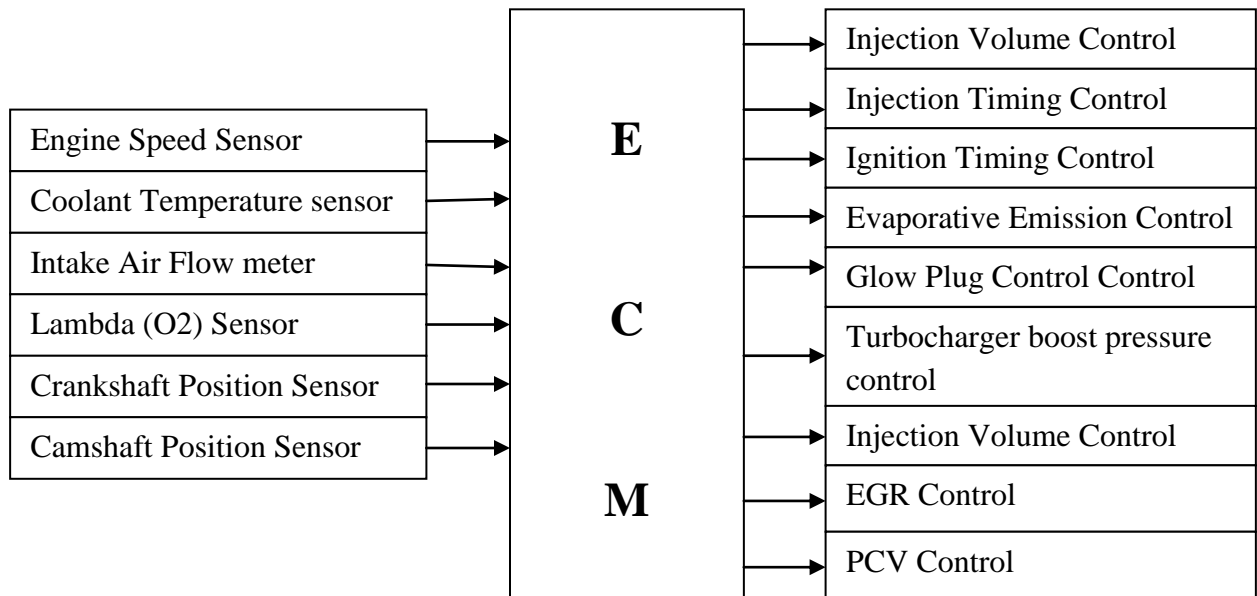 Engine Speed Sensor
Coolant Temperature sensor
Intake Air Flow meter
Lambda (O2) Sensor
Crankshaft Position Sensor
Camshaft Position Sensor
E
C
M
Injection Volume Control
Injection Timing Control
Ignition Timing Control
Evaporative Emission Control
Glow Plug Control Control
Turbocharger boost pressure
control
Injection Volume Control
EGR Control
PCV Control